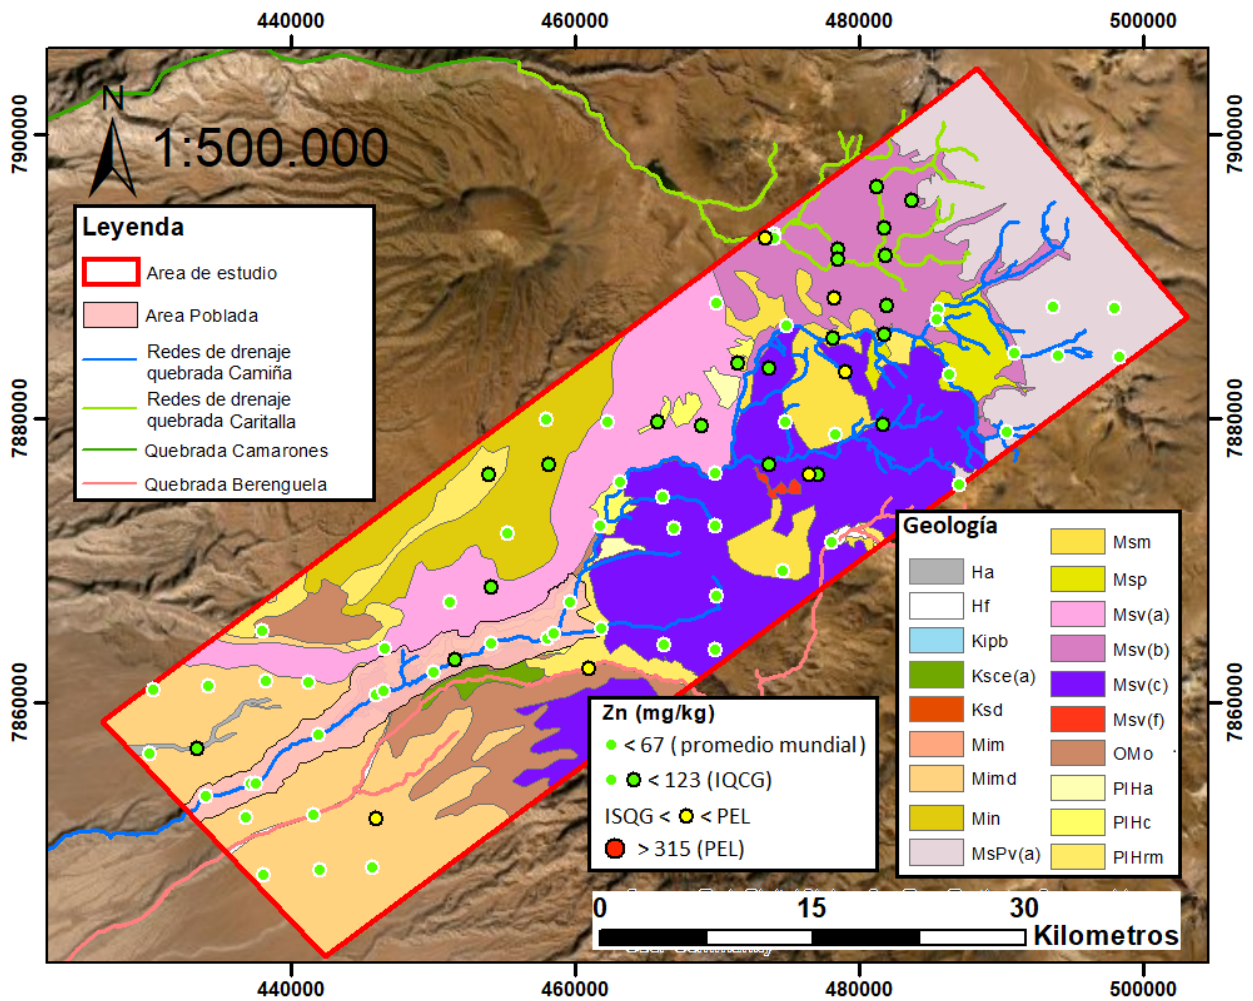 440000
460000
480000
500000
7900000
7900000
7880000
7880000
7860000
7860000
N
1:500.000
Leyenda
Area de estudio
Area Poblada
Redes de drenaje
quebrada Camiña
Redes de drenaje
quebrada Caritalla
Quebrada Camarones
Quebrada Berenguela
Geología
Ha
Hf
Kipb
Ksce(a)
Ksd
Mim
Mimd
Min
MsPv(a)
Msm
Msp
Msv(a)
Msv(b)
Msv(c)
Msv(f)
OMo
PlHa
PlHc
PlHrm
Zn (mg/kg)
< 67 (promedio mundial)
< 123 (IQCG)
ISQG < < PEL
> 315 (PEL)
0
15
30
Kilometros
440000
460000
480000
500000